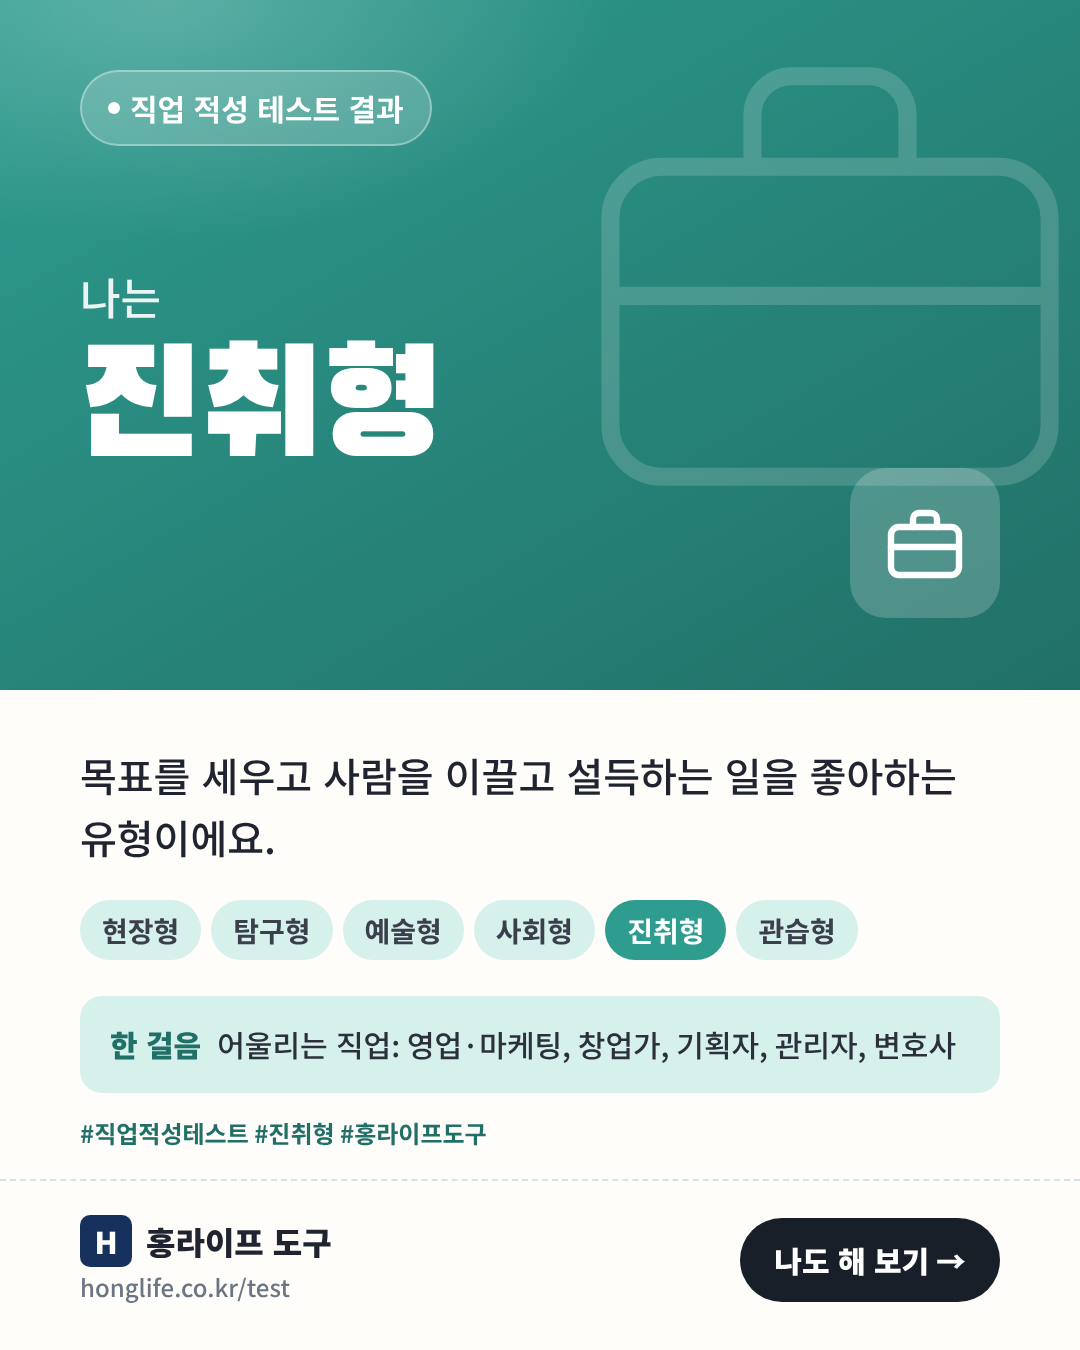 직업 적성 테스트 결과
나는
진취형
목표를 세우고 사람을 이끌고 설득하는 일을 좋아하는
유형이에요.
현장형 탐구형 예술형 사회형 진취형 관습형
한 걸음 어울리는 직업: 영업·마케팅, 창업가, 기획자, 관리자, 변호사
#직업적성테스트 #진취형 #홍라이프도구
H 홍라이프 도구
honglife.co.kr/test
나도 해 보기 →